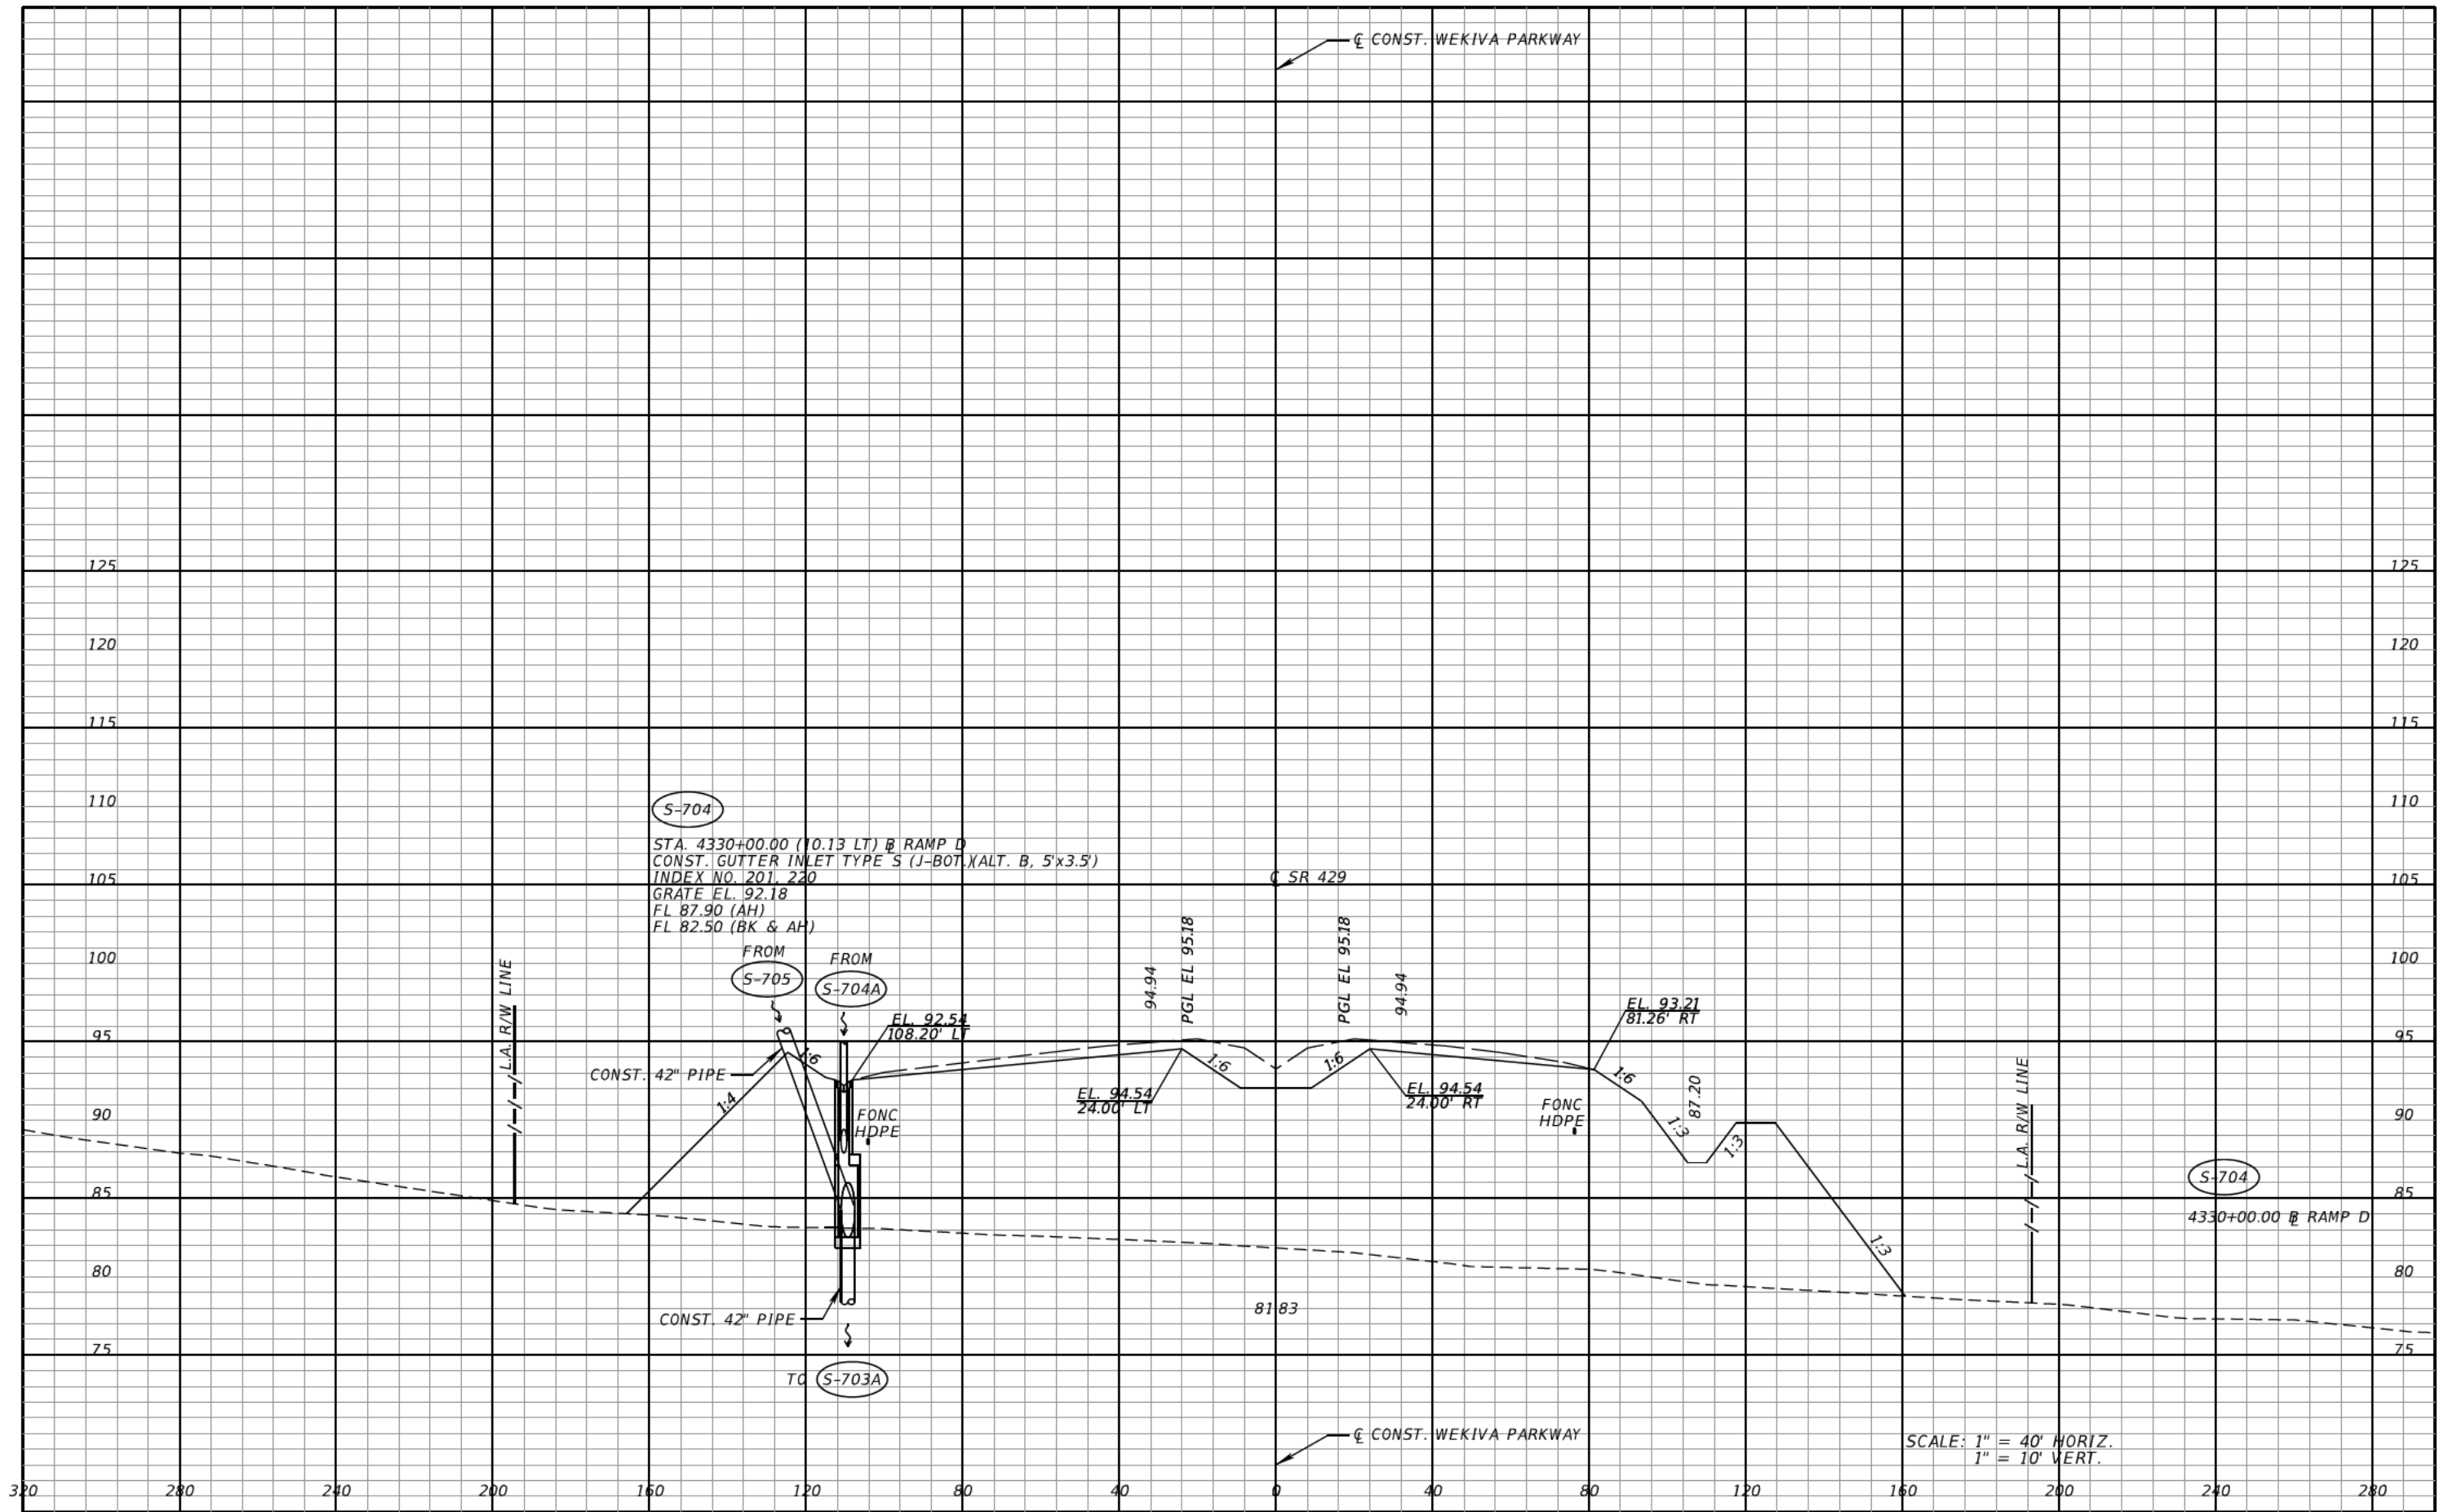 ℄ CONST. WEKIVA PARKWAY
125
125
120
120
115
115
110
110
S-704
STA. 4330+00.00 (10.13 LT) ℄ RAMP D
CONST. GUTTER INLET TYPE S (J-BOT.)(ALT. B, 5'x3.5')
INDEX NO. 201, 220
GRATE EL. 92.18
FL 87.90 (AH)
FL 82.50 (BK & AH)
105
105
℄ SR 429
FROM
S-705
FROM
S-704A
100
100
L.A. R/W LINE
94.94
PGL EL 95.18
PGL EL 95.18
94.94
EL. 92.54
108.20' LT
EL. 93.21
81.26' RT
95
95
1:6
CONST. 42" PIPE
1:4
1:6
1:6
EL. 94.54
24.00' LT
EL. 94.54
24.00' RT
1:6
87.20
FONC
HDPE
FONC
HDPE
L.A. R/W LINE
90
90
1:3
1:3
85
85
S-704
4330+00.00 ℄ RAMP D
1:3
80
80
81.83
CONST. 42" PIPE
75
75
TO S-703A
℄ CONST. WEKIVA PARKWAY
SCALE: 1" = 40' HORIZ.
1" = 10' VERT.
320 280 240 200 160 120 80 40 0 40 80 120 160 200 240 280